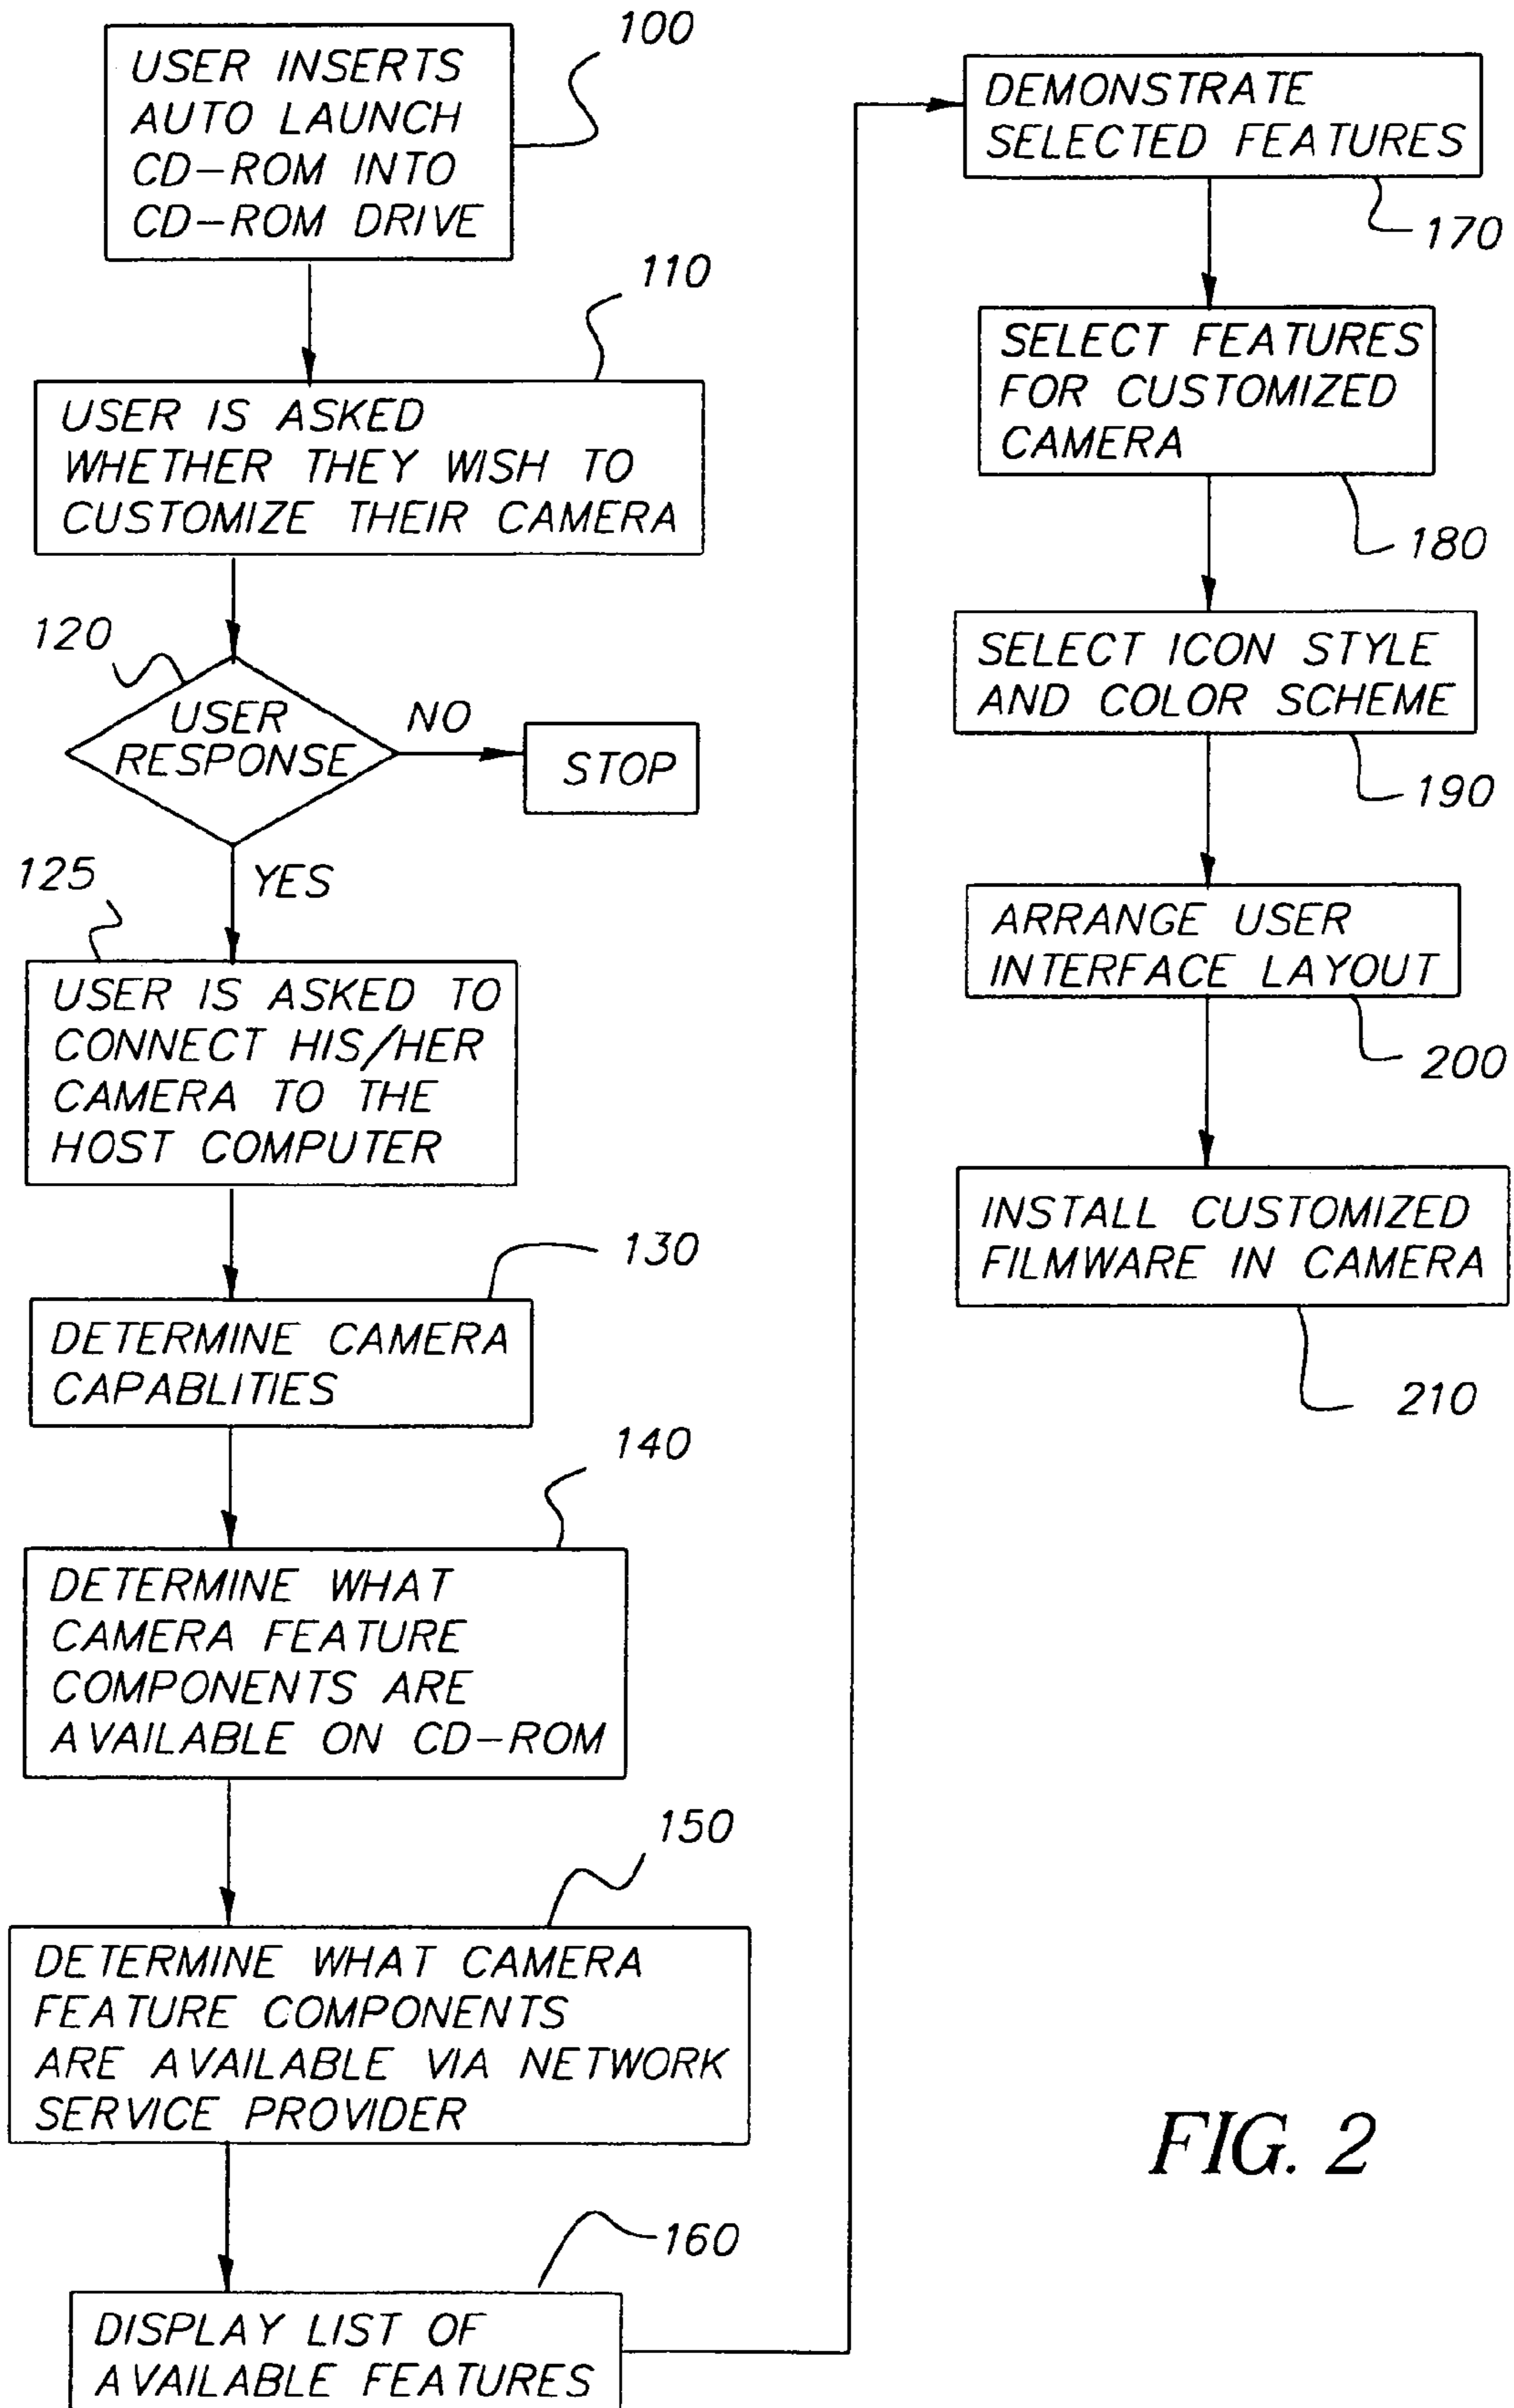 100
USER INSERTS
AUTO LAUNCH
CD-ROM INTO
CD-ROM DRIVE
110
USER IS ASKED
WHETHER THEY WISH TO
CUSTOMIZE THEIR CAMERA
120
USER
RESPONSE
NO
STOP
YES
125
USER IS ASKED TO
CONNECT HIS/HER
CAMERA TO THE
HOST COMPUTER
130
DETERMINE CAMERA
CAPABLITIES
140
DETERMINE WHAT
CAMERA FEATURE
COMPONENTS ARE
AVAILABLE ON CD-ROM
150
DETERMINE WHAT CAMERA
FEATURE COMPONENTS
ARE AVAILABLE VIA NETWORK
SERVICE PROVIDER
160
DISPLAY LIST OF
AVAILABLE FEATURES
DEMONSTRATE
SELECTED FEATURES
170
SELECT FEATURES
FOR CUSTOMIZED
CAMERA
180
SELECT ICON STYLE
AND COLOR SCHEME
190
ARRANGE USER
INTERFACE LAYOUT
200
INSTALL CUSTOMIZED
FILMWARE IN CAMERA
210
FIG. 2